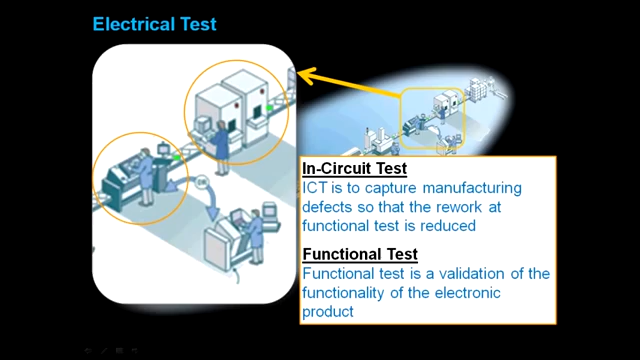 Electrical Test
In-Circuit Test
ICT is to capture manufacturing
defects so that the rework at
functional test is reduced
Functional Test
Functional test is a validation of the
functionality of the electronic
product